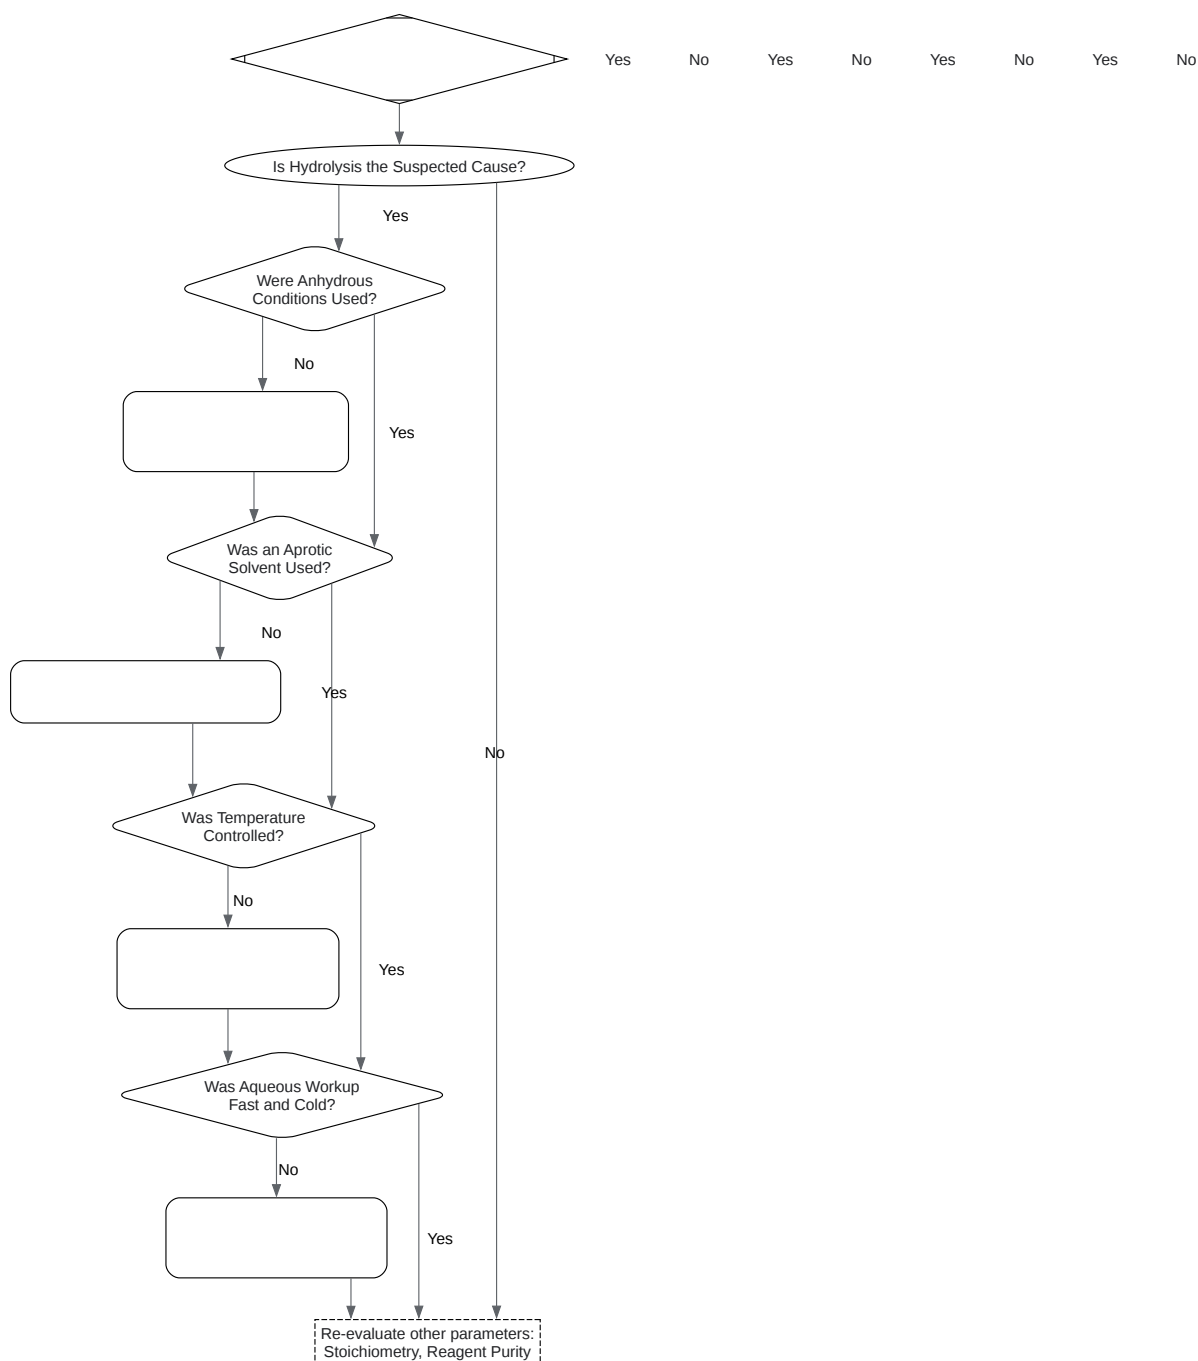 Yes No Yes No Yes No Yes No
Is Hydrolysis the Suspected Cause?
Yes
Were Anhydrous
Conditions Used?
No
Yes
Was an Aprotic
Solvent Used?
No
Yes
No
Was Temperature
Controlled?
No
Yes
Was Aqueous Workup
Fast and Cold?
No
Yes
Re-evaluate other parameters:
Stoichiometry, Reagent Purity